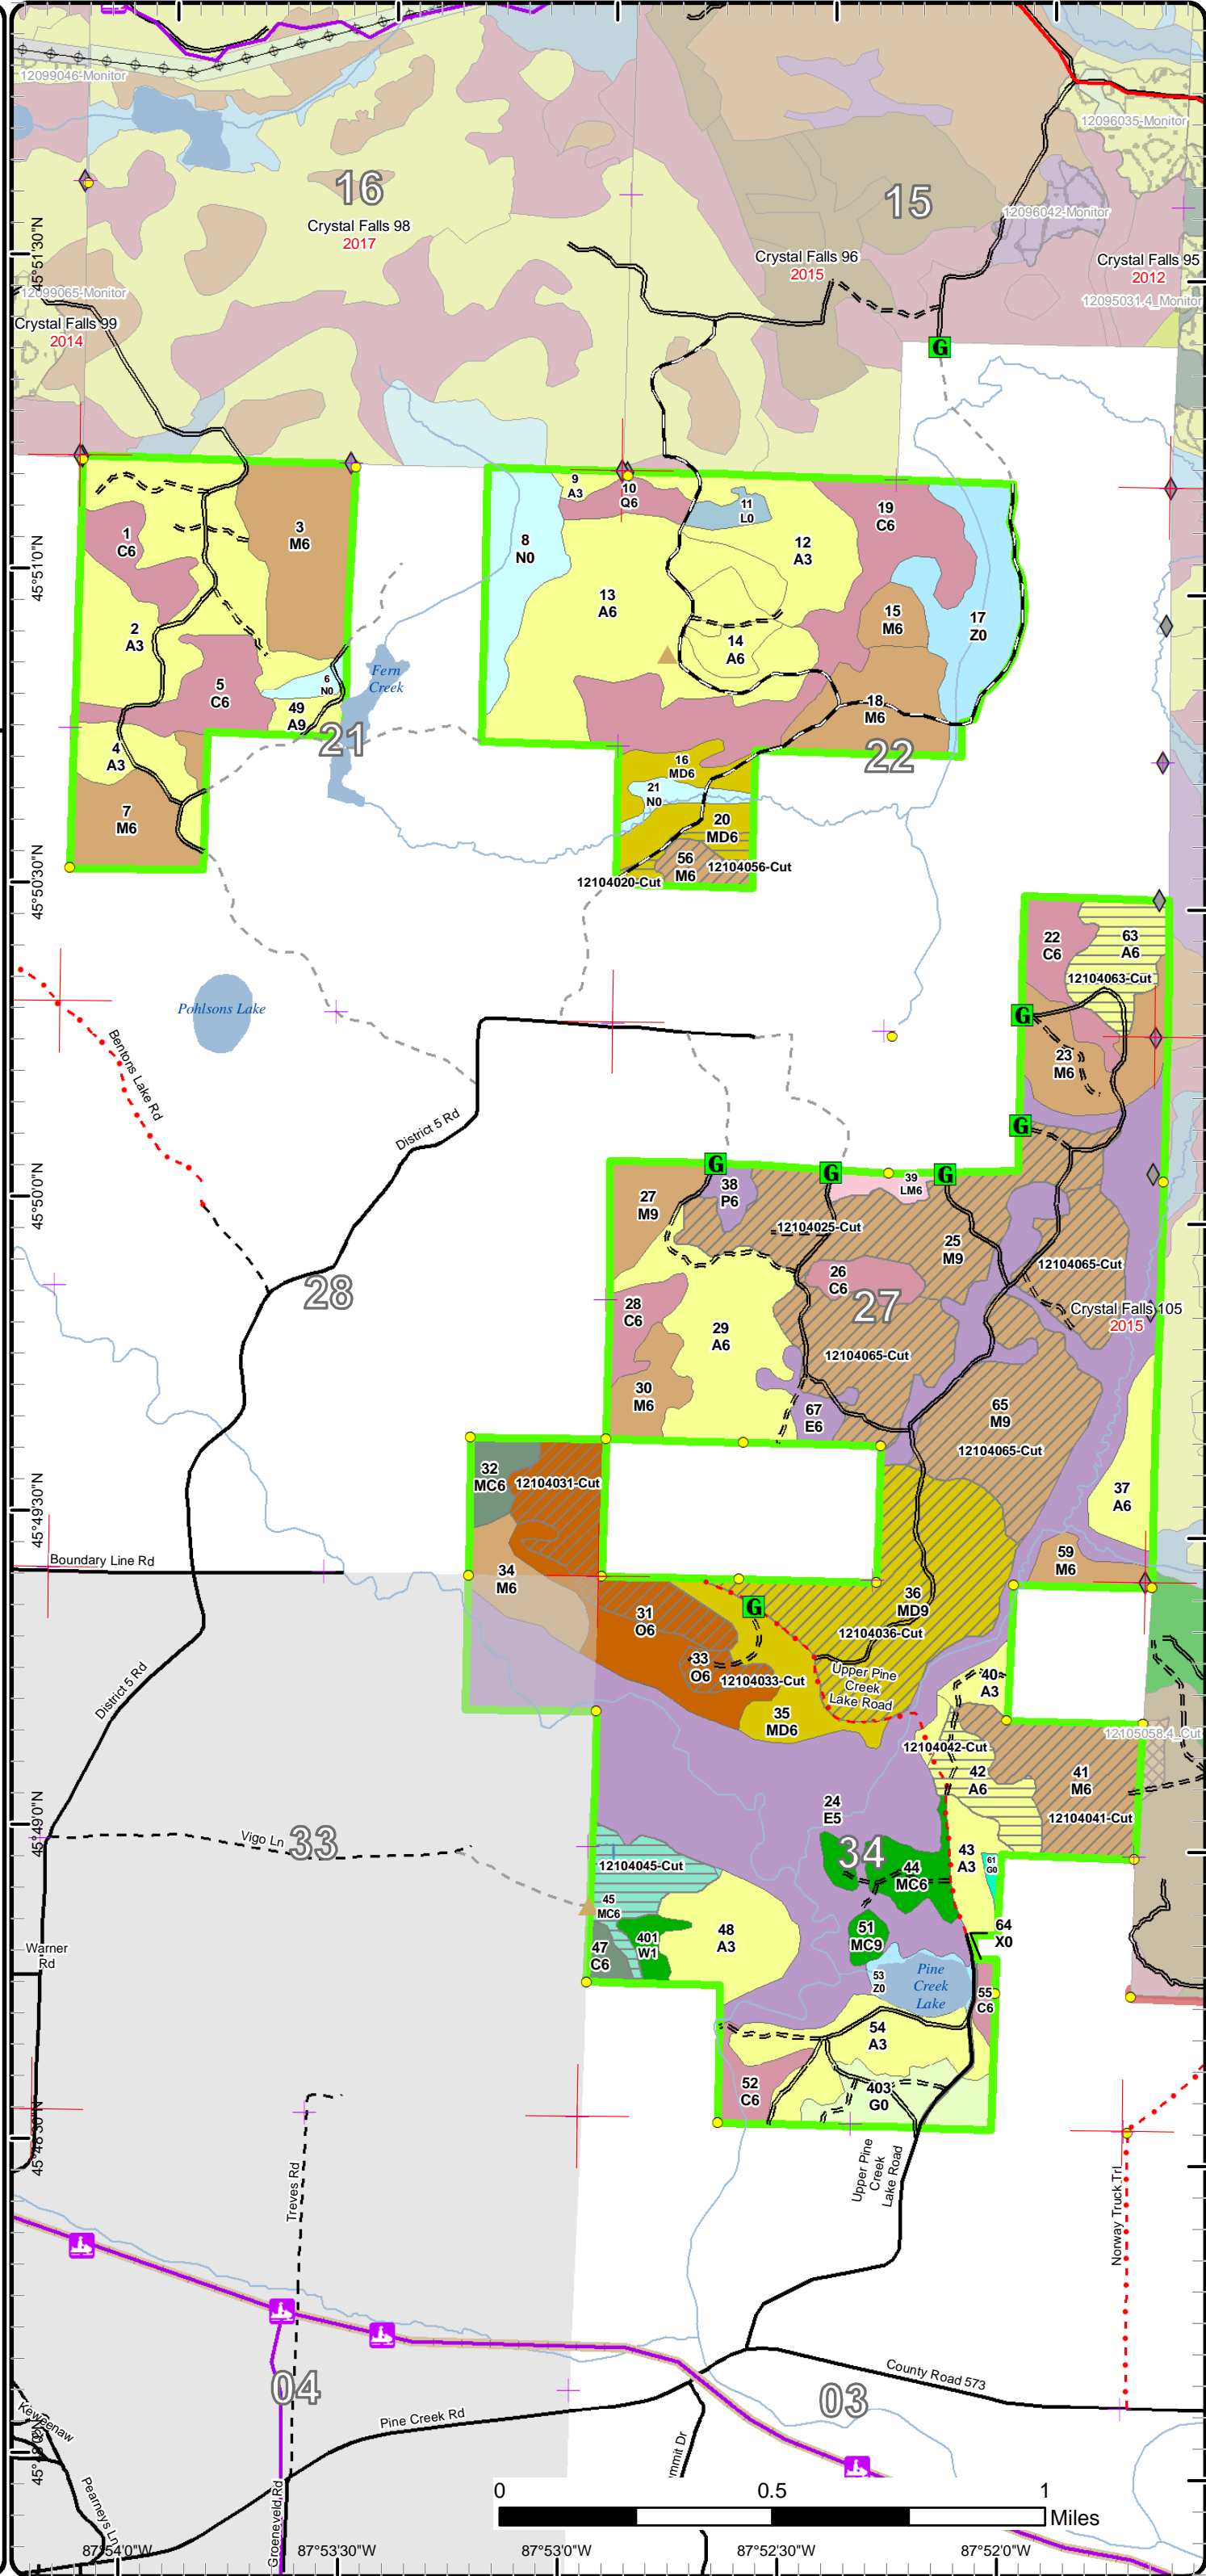 12099046-Monitor
12096035-Monitor
16
15
Crystal Falls 98
2017
12096042-Monitor
Crystal Falls 96
2015
Crystal Falls 95
2012
45°51'30"N
12099065-Monitor
12095031.4_Monitor
Crystal Falls 99
2014
G
9
A3
10
Q6
11
L0
19
C6
1
C6
3
M6
8
N0
12
A3
45°51'0"N
13
A6
15
M6
17
Z0
2
A3
14
A6
Fern
Creek
6
N0
5
C6
49
A9
18
M6
21
22
4
A3
16
MD6
21
N0
7
M6
20
MD6
56
M6
12104056-Cut
12104020-Cut
45°50'30"N
22
C6
63
A6
12104063-Cut
Pohlsons Lake
G
Bentons Lake Rd
23
M6
District 5 Rd
G
G
G
G
45°50'0"N
27
M9
38
P6
39
LM6
12104025-Cut
25
M9
12104065-Cut
26
C6
28
27
28
C6
Crystal Falls 105
2015
29
A6
12104065-Cut
30
M6
67
E6
65
M9
12104065-Cut
32
MC6
12104031-Cut
37
A6
45°49'30"N
Boundary Line Rd
34
M6
59
M6
36
MD9
G
31
O6
12104036-Cut
33
O6
12104033-Cut
Upper Pine
Creek
Lake Road
40
A3
District 5 Rd
35
MD6
12105058.4_Cut
12104042-Cut
42
A6
41
M6
24
E5
12104041-Cut
45°49'0"N
Vigo Ln
33
34
43
A3
61
G0
12104045-Cut
44
MC6
45
MC6
48
A3
51
MC9
64
X0
401
W1
47
C6
Warner
Rd
53
Z0
Pine
Creek
Lake
55
C6
54
A3
52
C6
403
G0
45°48'30"N
Upper Pine
Creek
Lake Road
Treves Rd
Norway Truck Trl
04
03
County Road 573
Pine Creek Rd
Keweenaw
45°48'0"N
mmit Dr
Pearneys Ln
Groeneveld Rd
0
0.5
1
Miles
87°54'0"W
87°53'30"W
87°53'0"W
87°52'30"W
87°52'0"W